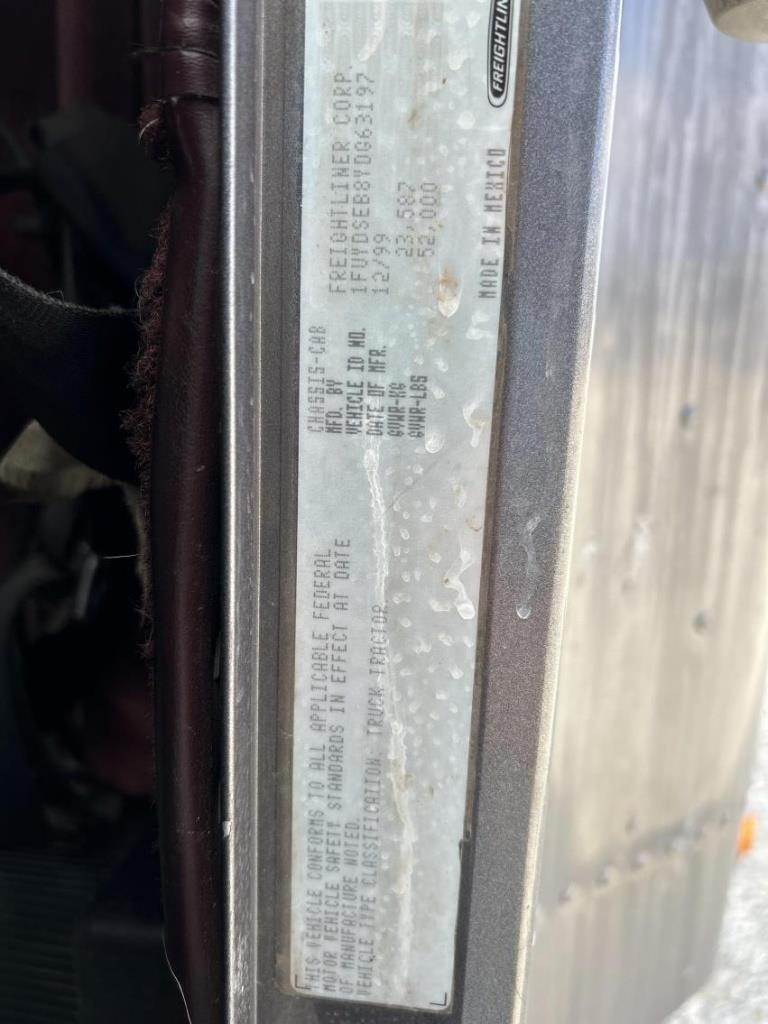 FREIGHTLIN
CHASSIS-CAB
MFD. BY FREIGHTLINER CORP.
VEHICLE ID NO. 1FUYDSEB8YDG63197
DATE OF MFR. 12/99
GVWR-KG 23,587
GVWR-LBS 52,000
MADE IN MEXICO
THIS VEHICLE CONFORMS TO ALL APPLICABLE FEDERAL
MOTOR VEHICLE SAFETY STANDARDS IN EFFECT AT DATE
OF MANUFACTURE NOTED.
VEHICLE TYPE CLASSIFICATION: TRUCK TRACTOR